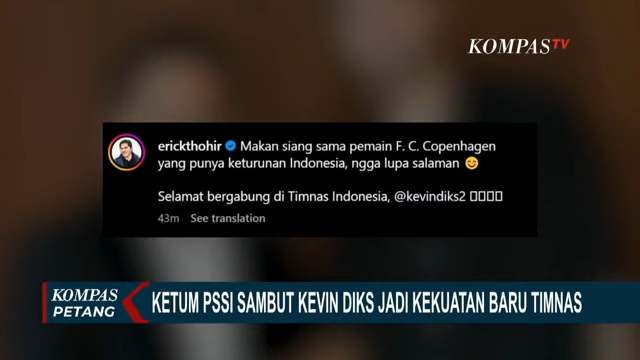 KOMPASTV
erickthohir Makan siang sama pemain F. C. Copenhagen
yang punya keturunan Indonesia, ngga lupa salaman 😊
Selamat bergabung di Timnas Indonesia, @kevindiks2 ▯▯▯▯
43m See translation
KOMPAS
PETANG
KETUM PSSI SAMBUT KEVIN DIKS JADI KEKUATAN BARU TIMNAS